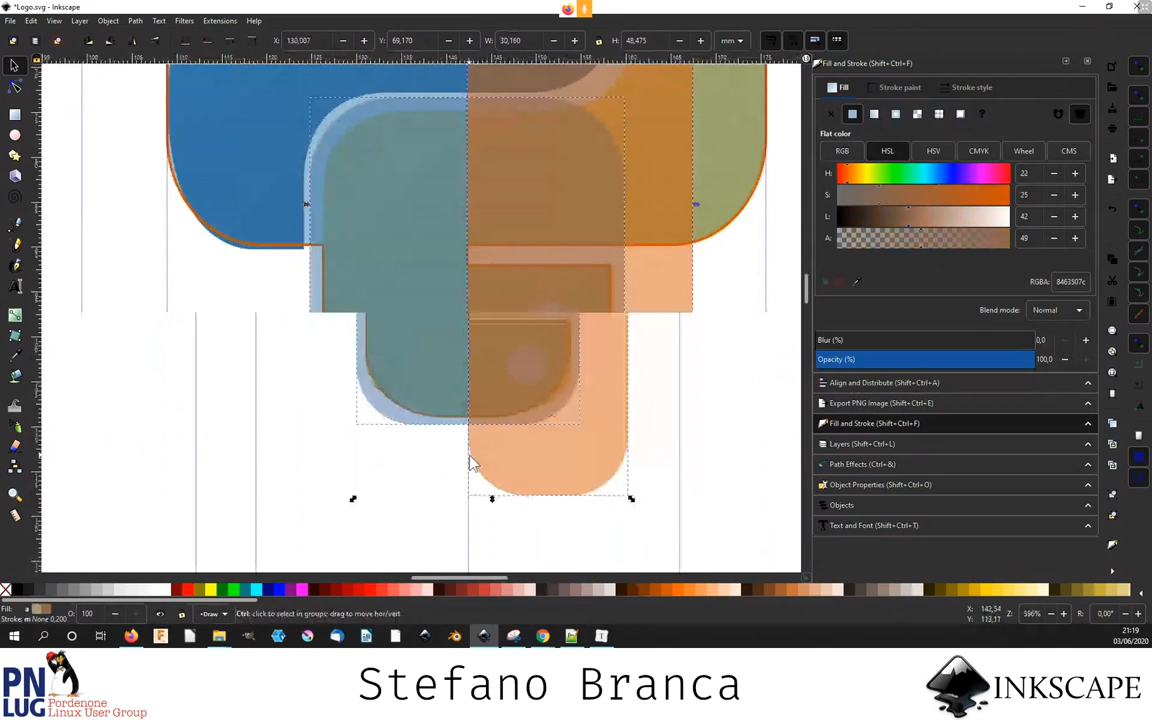 *Logo.svg - Inkscape
File Edit View Layer Object Path Text Filters Extensions Help
X: 130,007 Y: 69,170 W: 30,160 H: 48,475 mm
Fill and Stroke (Shift+Ctrl+F)
Fill Stroke paint Stroke style
Flat color
RGB HSL HSV CMYK Wheel CMS
H: 22
S: 25
L: 42
A: 49
RGBA: 8463507c
Blend mode: Normal
Blur (%) 0,0
Opacity (%) 100,0
Align and Distribute (Shift+Ctrl+A)
Export PNG Image (Shift+Ctrl+E)
Fill and Stroke (Shift+Ctrl+F)
Layers (Shift+Ctrl+L)
Path Effects (Ctrl+&)
Object Properties (Shift+Ctrl+O)
Objects
Text and Font (Shift+Ctrl+T)
Fill: a
Stroke: m None 0,200
O: 100
Draw
Ctrl: click to select in groups; drag to move hor/vert
X: 142,54
Y: 113,17
Z: 396%
R: 0,00°
21:19
03/06/2020
PN
LUG
Pordenone
Linux User Group
Stefano Branca
INKSCAPE